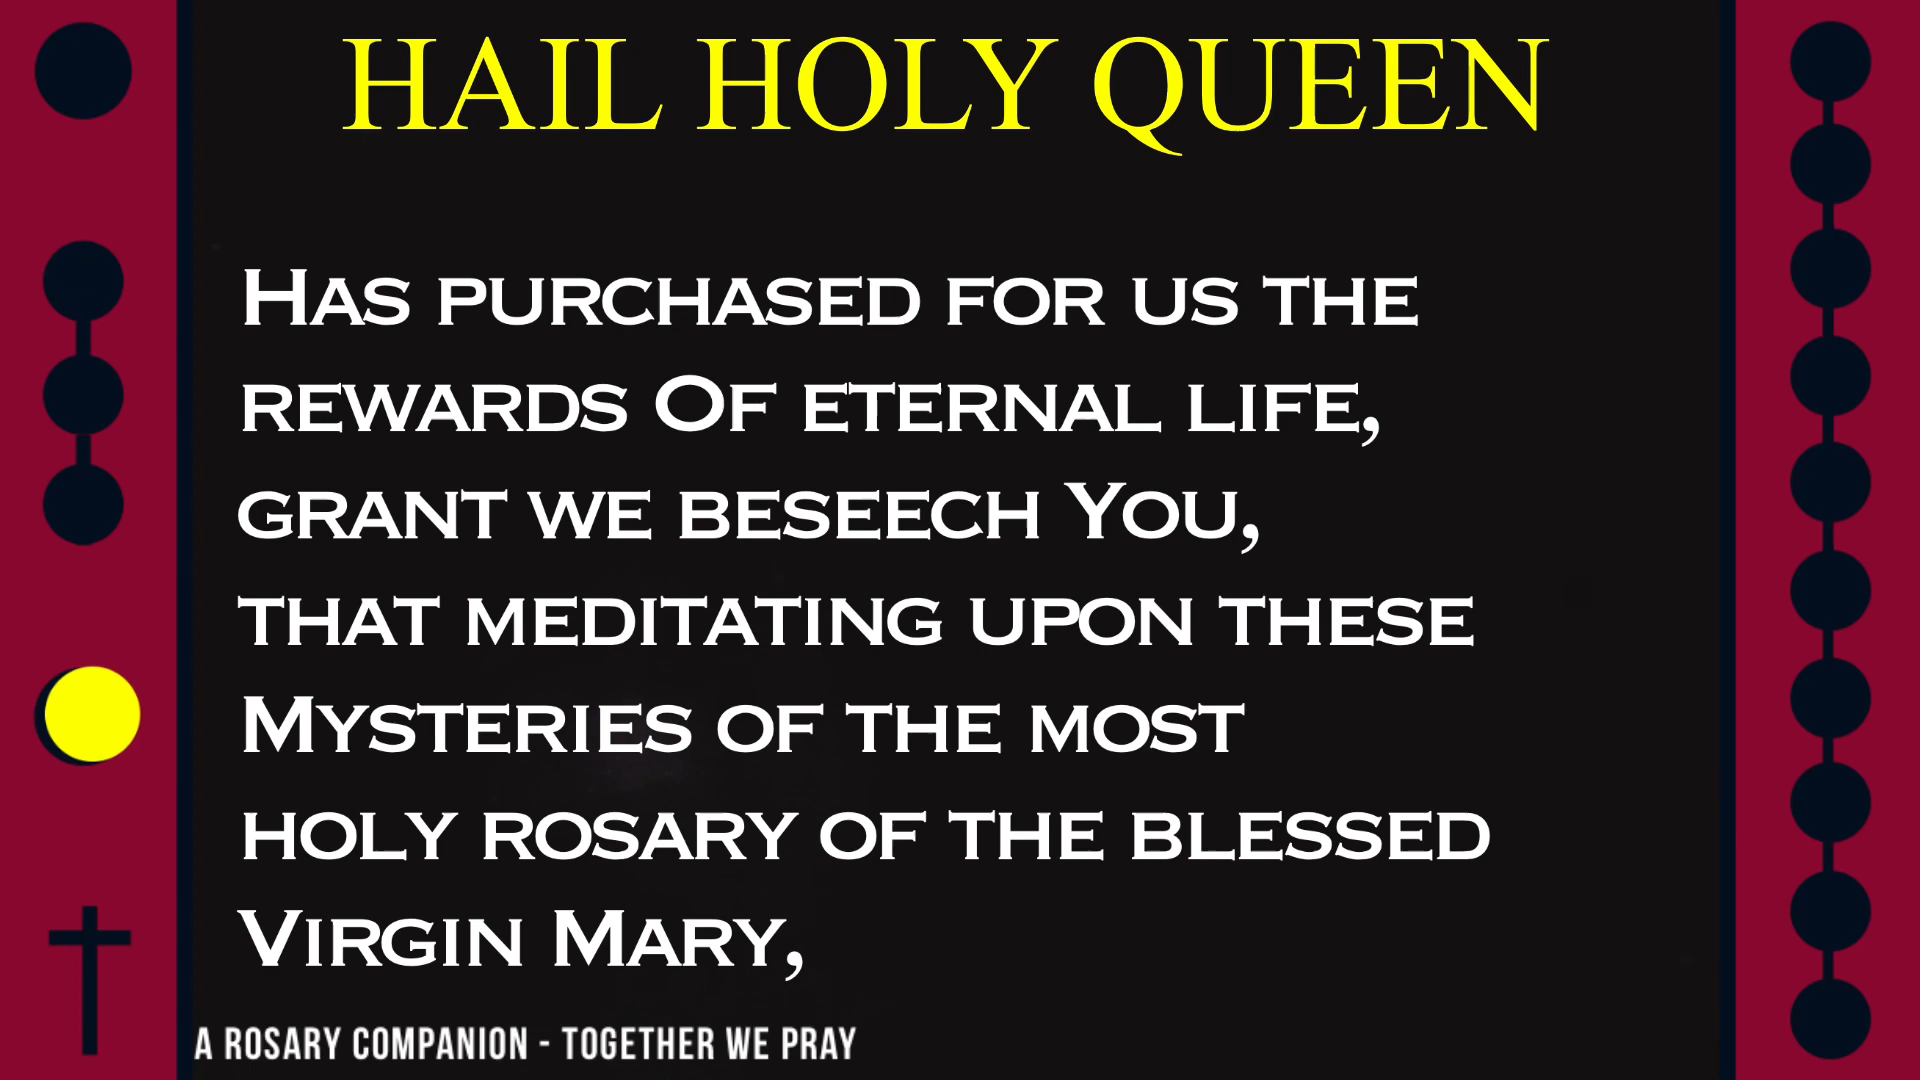 HAIL HOLY QUEEN
Has purchased for us the
rewards Of eternal life,
grant we beseech You,
that meditating upon these
Mysteries of the most
holy rosary of the blessed
Virgin Mary,
A ROSARY COMPANION - TOGETHER WE PRAY